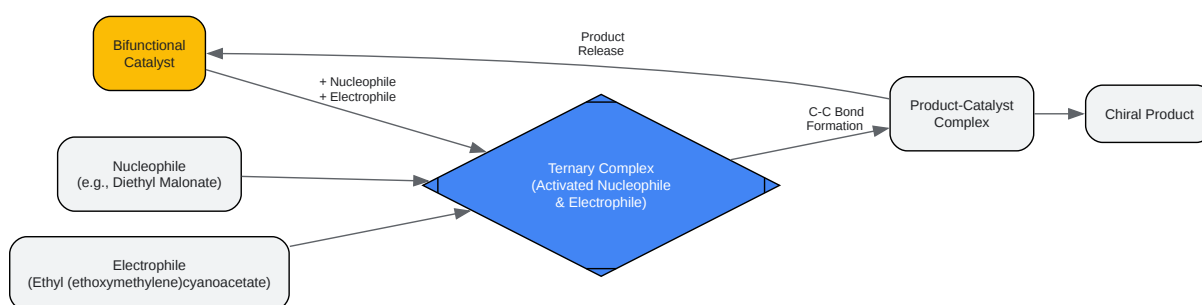 Bifunctional
Catalyst
Product
Release
+ Nucleophile
+ Electrophile
C-C Bond
Formation
Product-Catalyst
Complex
Chiral Product
Nucleophile
(e.g., Diethyl Malonate)
Ternary Complex
(Activated Nucleophile
& Electrophile)
Electrophile
(Ethyl (ethoxymethylene)cyanoacetate)